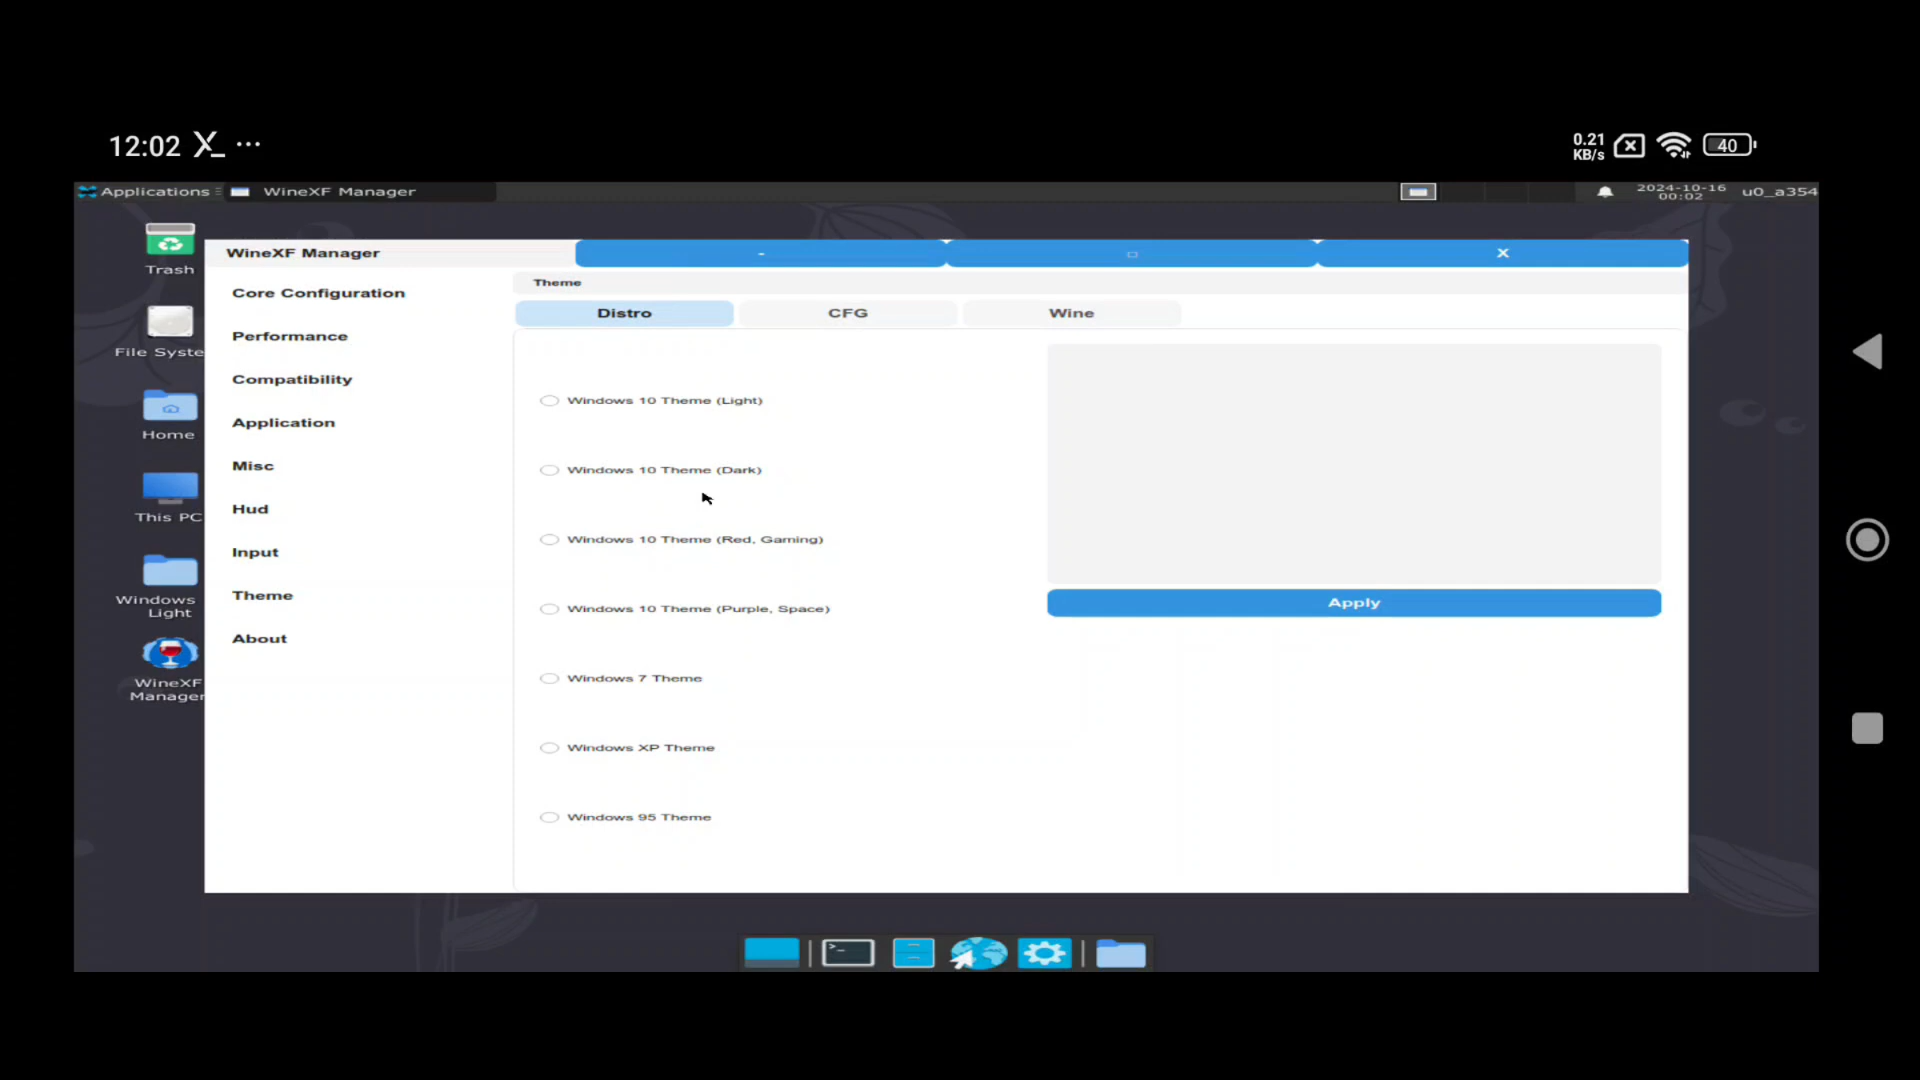 12:02 X_ ...
0.21
KB/s
40
Applications
WineXF Manager
2024-10-16
00:02
u0_a354
Trash
File Syste
Home
This PC
Windows
Light
WineXF
Manager
WineXF Manager
-
□
X
Core Configuration
Performance
Compatibility
Application
Misc
Hud
Input
Theme
About
Theme
Distro
CFG
Wine
Windows 10 Theme (Light)
Windows 10 Theme (Dark)
Windows 10 Theme (Red, Gaming)
Windows 10 Theme (Purple, Space)
Windows 7 Theme
Windows XP Theme
Windows 95 Theme
Apply